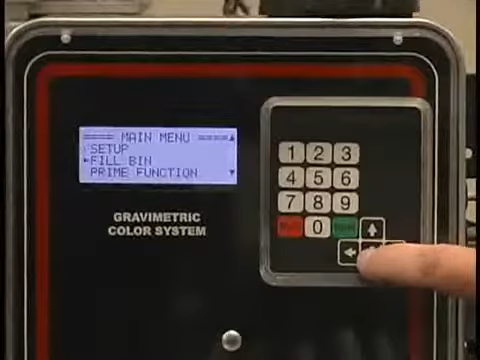 ==== MAIN MENU ====
SETUP
FILL BIN
PRIME FUNCTION
GRAVIMETRIC
COLOR SYSTEM
1 2 3
4 5 6
7 8 9
0